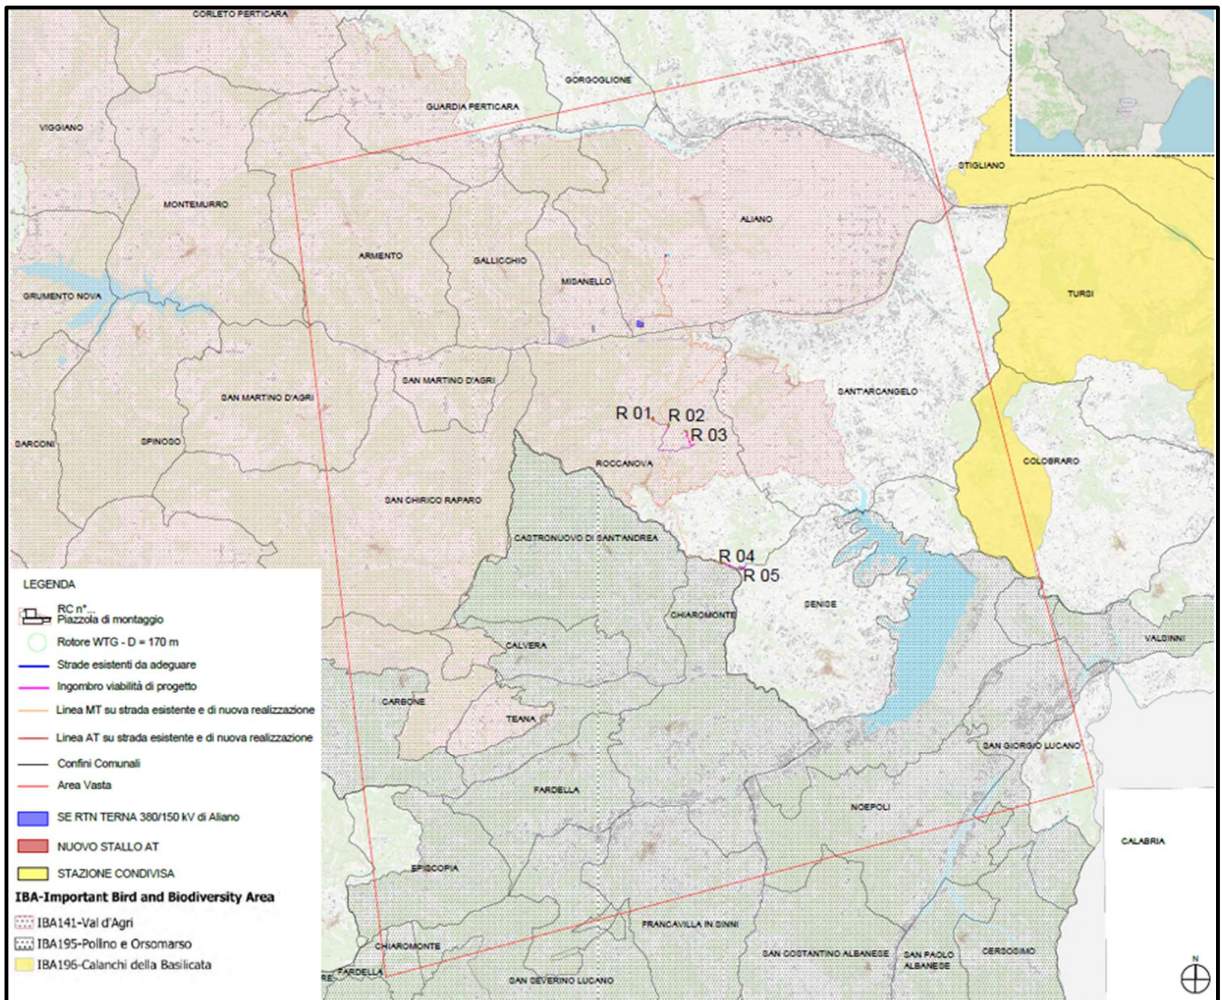 CORLETO PERTICARA
GORGOGLIONE
GUARDIA PERTICARA
VIGGIANO
STIGLIANO
MONTEMURRO
ALIANO
ARMENTO
GALLICCHIO
MISANELLO
GRUMENTO NOVA
TURSI
SAN MARTINO D'AGRI
SANT'ARCANGELO
SAN MARTINO D'AGRI
R 01
R 02
R 03
SARCONI
SPINOSO
ROCCANOVA
COLOBRARO
SAN CHIRICO RAPARO
CASTRONUOVO DI SANT'ANDREA
R 04
R 05
SENISE
CHIAROMONTE
VALSINNI
CALVERA
CARBONE
TEANA
SAN GIORGIO LUCANO
FARDELLA
NOEPOLI
CALABRIA
EPISCOPIA
FRANCAVILLA IN SINNI
CHIAROMONTE
SAN COSTANTINO ALBANESE
SAN PAOLO
ALBANESE
CERSOSIMO
RE
FARDELLA
SAN SEVERINO LUCANO
N
LEGENDA
RC n°...
Piazzola di montaggio
Rotore WTG - D = 170 m
Strade esistenti da adeguare
Ingombro viabilità di progetto
Linea MT su strada esistente e di nuova realizzazione
Linea AT su strada esistente e di nuova realizzazione
Confini Comunali
Area Vasta
SE RTN TERNA 380/150 kV di Aliano
NUOVO STALLO AT
STAZIONE CONDIVISA
IBA-Important Bird and Biodiversity Area
IBA141-Val d'Agri
IBA195-Pollino e Orsomarso
IBA196-Calanchi della Basilicata